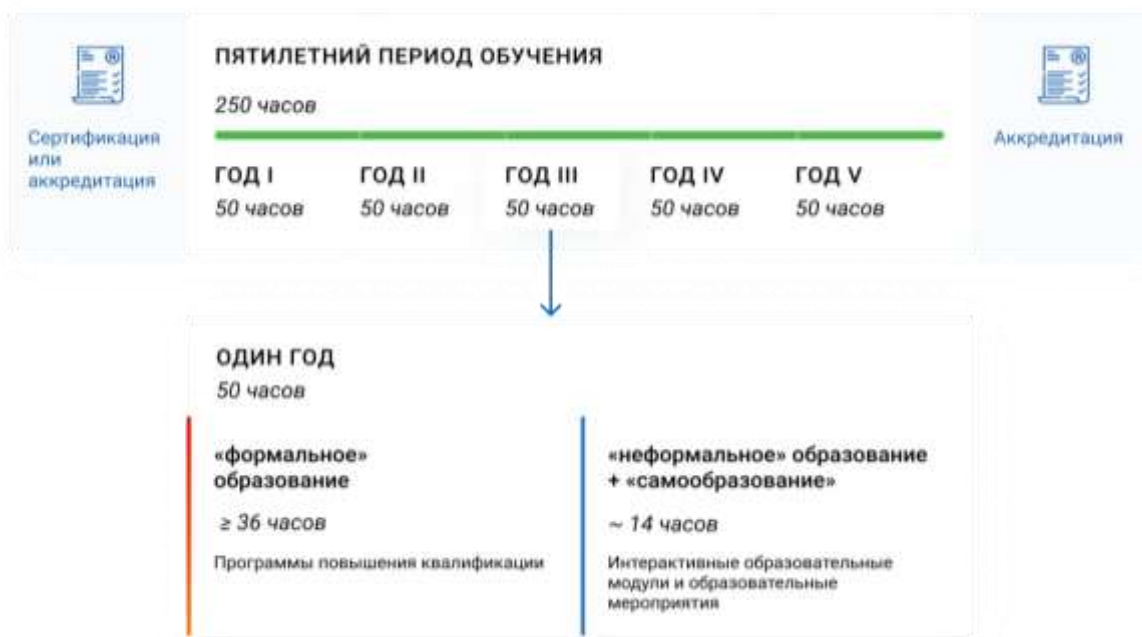 Сертификация
или
аккредитация
ПЯТИЛЕТНИЙ ПЕРИОД ОБУЧЕНИЯ
250 часов
ГОД I
50 часов
ГОД II
50 часов
ГОД III
50 часов
ГОД IV
50 часов
ГОД V
50 часов
Аккредитация
ОДИН ГОД
50 часов
«формальное»
образование
≥ 36 часов
Программы повышения квалификации
«неформальное» образование
+ «самообразование»
~ 14 часов
Интерактивные образовательные
модули и образовательные
мероприятия